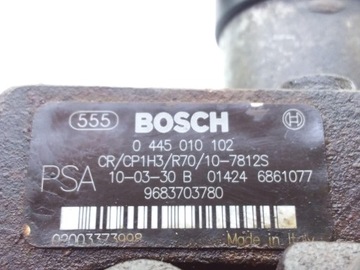 555 BOSCH
0 445 010 102
CR/CP1H3/R70/10-7812S
PSA 10-03-30 B 01424 6861077
9683703780
02003373998 Made in Italy